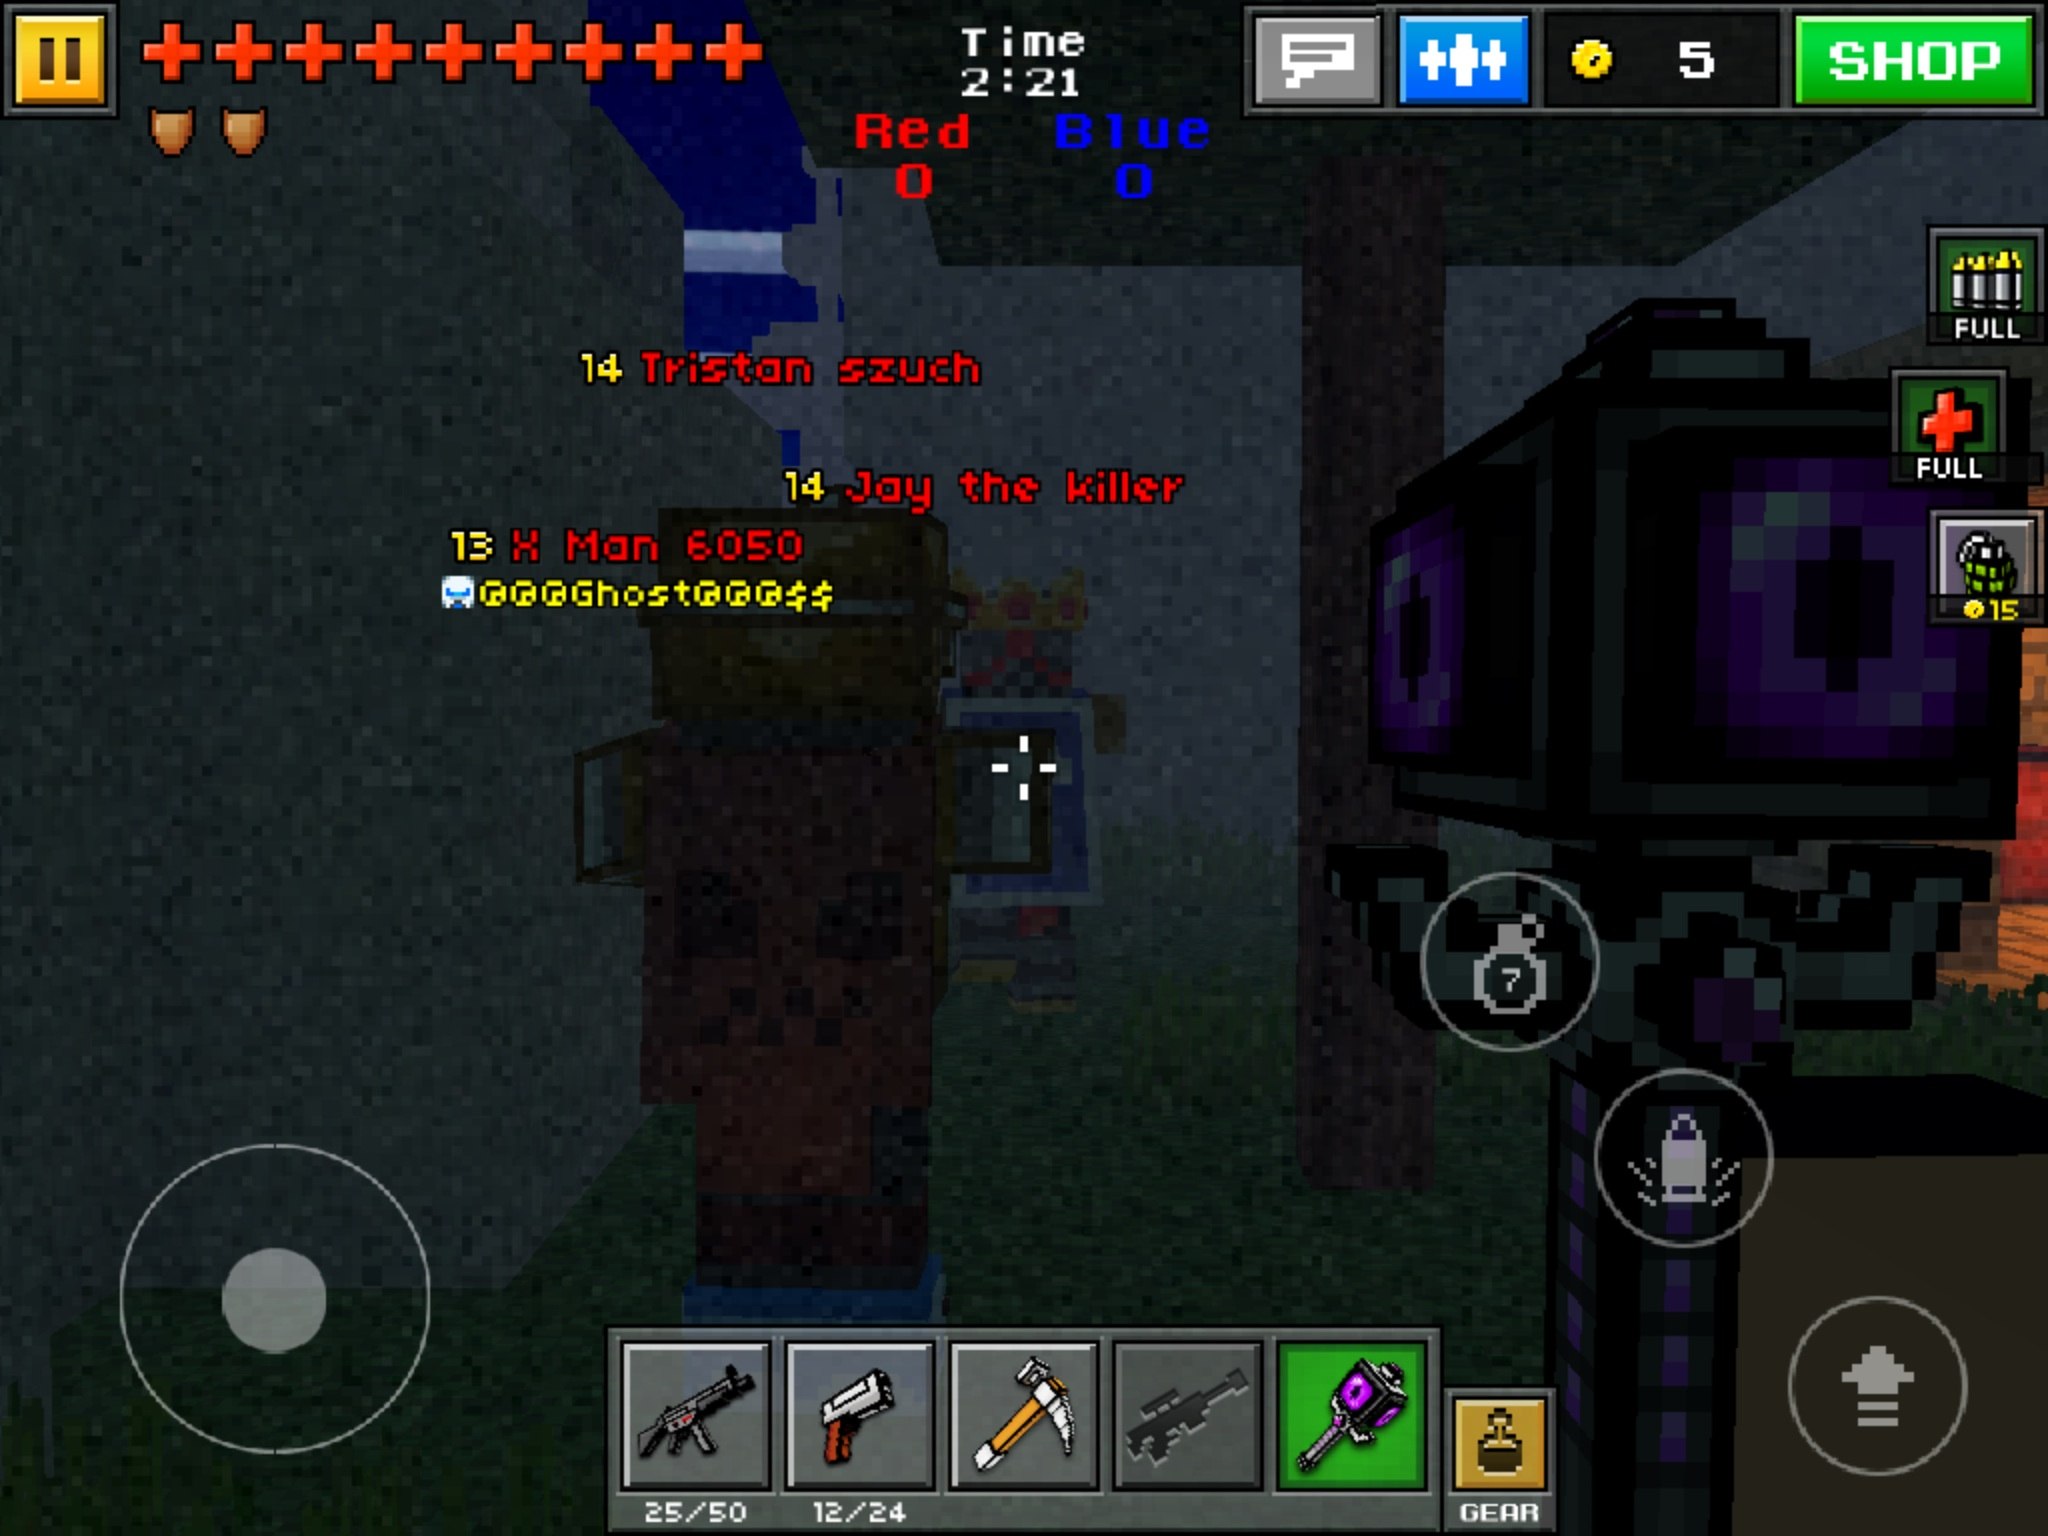 Time
2:21
5
SHOP
Red
Blue
0
0
FULL
14 Tristan szuch
FULL
14 Jay the killer
13 X Man 6050
@@@Ghost@@@$$
15
7
25/50
12/24
GEAR